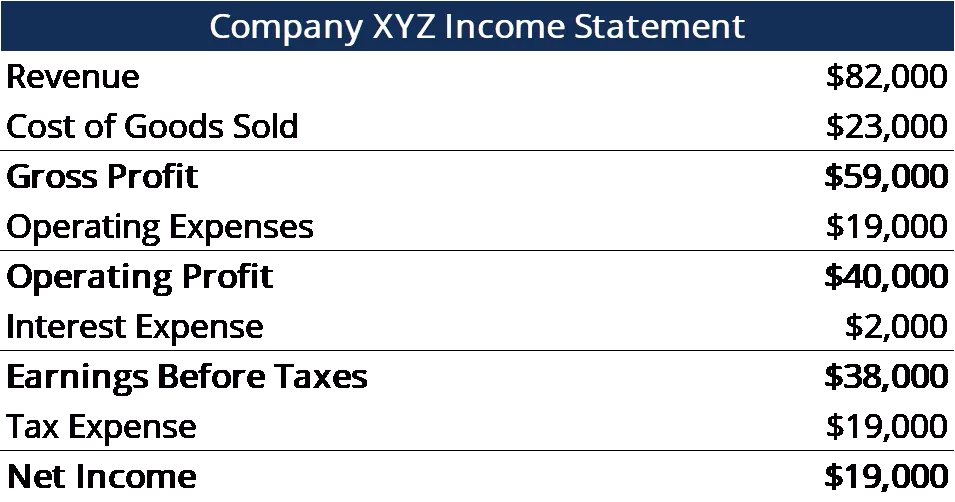 Company XYZ Income Statement
Revenue $82,000
Cost of Goods Sold $23,000
Gross Profit $59,000
Operating Expenses $19,000
Operating Profit $40,000
Interest Expense $2,000
Earnings Before Taxes $38,000
Tax Expense $19,000
Net Income $19,000